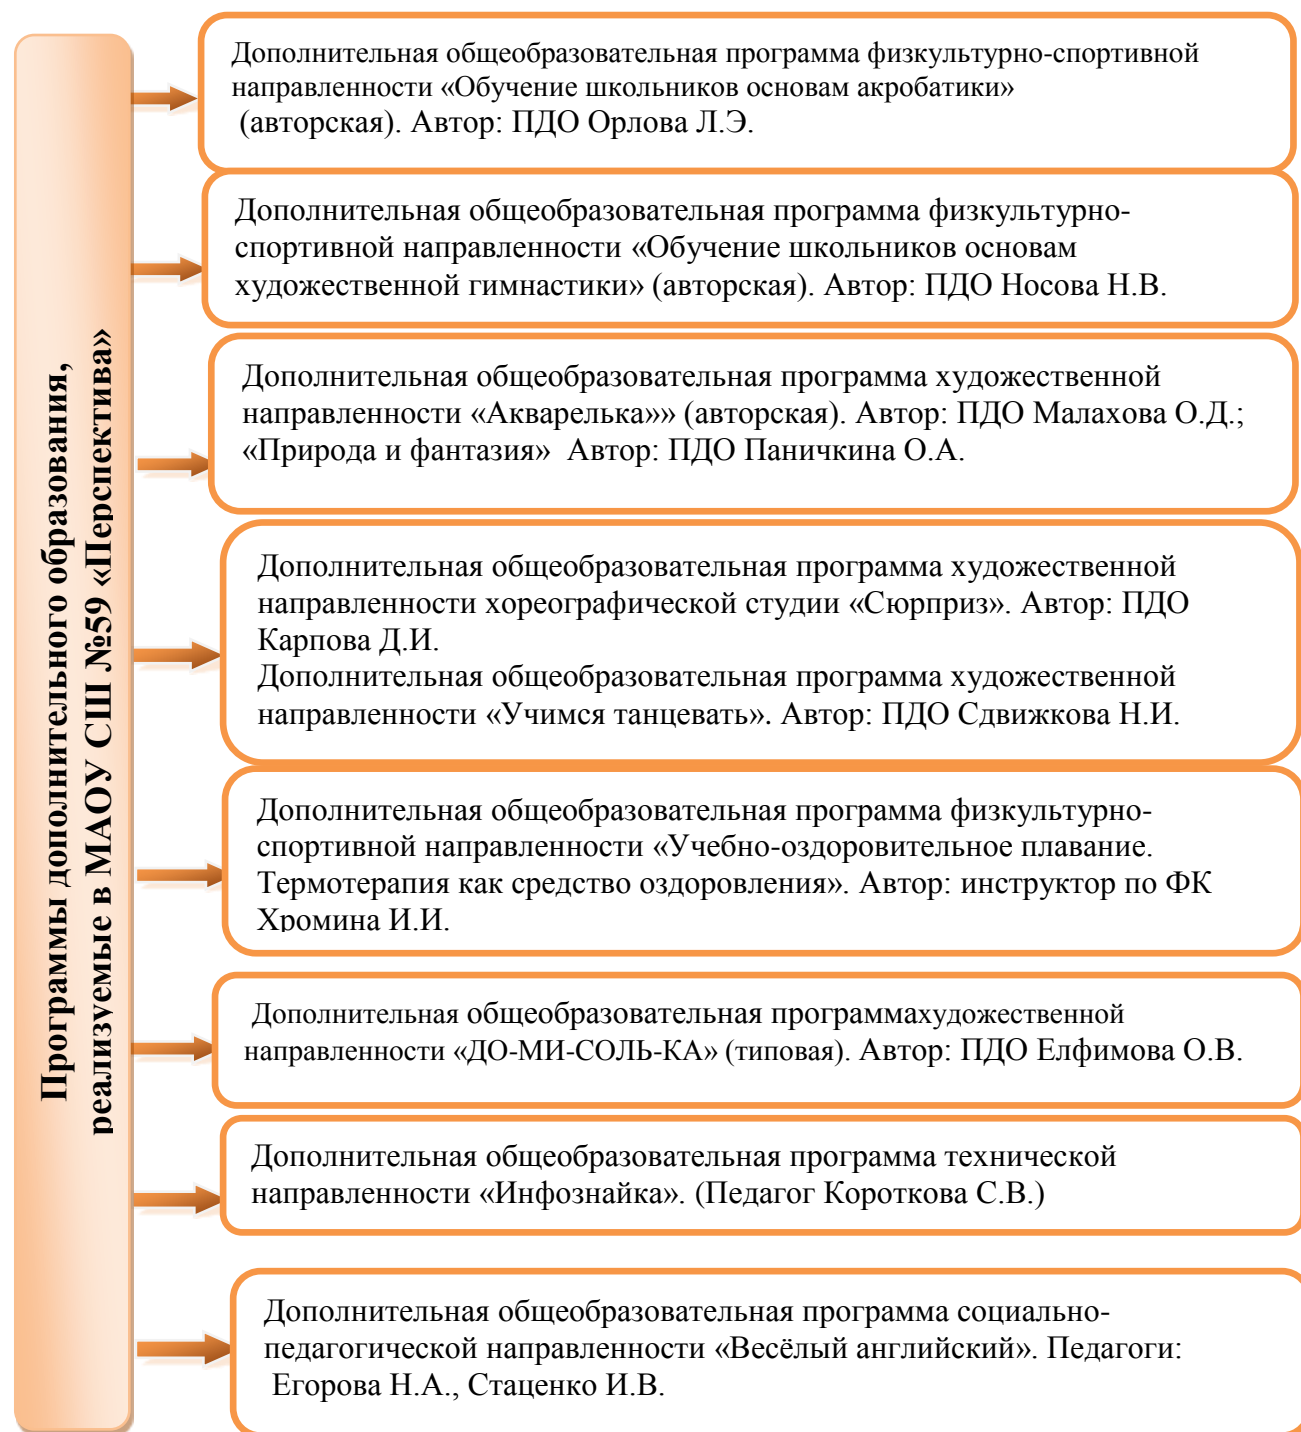 Программы дополнительного образования,
реализуемые в МАОУ СШ №59 «Перспектива»
Дополнительная общеобразовательная программа физкультурно-спортивной
направленности «Обучение школьников основам акробатики»
(авторская). Автор: ПДО Орлова Л.Э.
Дополнительная общеобразовательная программа физкультурно-
спортивной направленности «Обучение школьников основам
художественной гимнастики» (авторская). Автор: ПДО Носова Н.В.
Дополнительная общеобразовательная программа художественной
направленности «Акварелька»» (авторская). Автор: ПДО Малахова О.Д.;
«Природа и фантазия» Автор: ПДО Паничкина О.А.
Дополнительная общеобразовательная программа художественной
направленности хореографической студии «Сюрприз». Автор: ПДО
Карпова Д.И.
Дополнительная общеобразовательная программа художественной
направленности «Учимся танцевать». Автор: ПДО Сдвижкова Н.И.
Дополнительная общеобразовательная программа физкультурно-
спортивной направленности «Учебно-оздоровительное плавание.
Термотерапия как средство оздоровления». Автор: инструктор по ФК
Хромина И.И.
Дополнительная общеобразовательная программахудожественной
направленности «ДО-МИ-СОЛЬ-КА» (типовая). Автор: ПДО Елфимова О.В.
Дополнительная общеобразовательная программа технической
направленности «Инфознайка». (Педагог Короткова С.В.)
Дополнительная общеобразовательная программа социально-
педагогической направленности «Весёлый английский». Педагоги:
Егорова Н.А., Стаценко И.В.